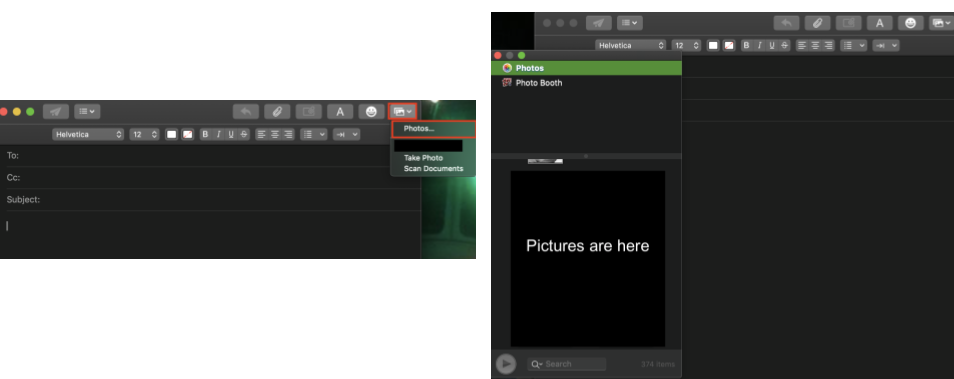 Helvetica 12 B I U S
Photos...
Take Photo
Scan Documents
To:
Cc:
Subject:
A
Helvetica 12 B I U S
Photos
Photo Booth
Pictures are here
Search 374 items